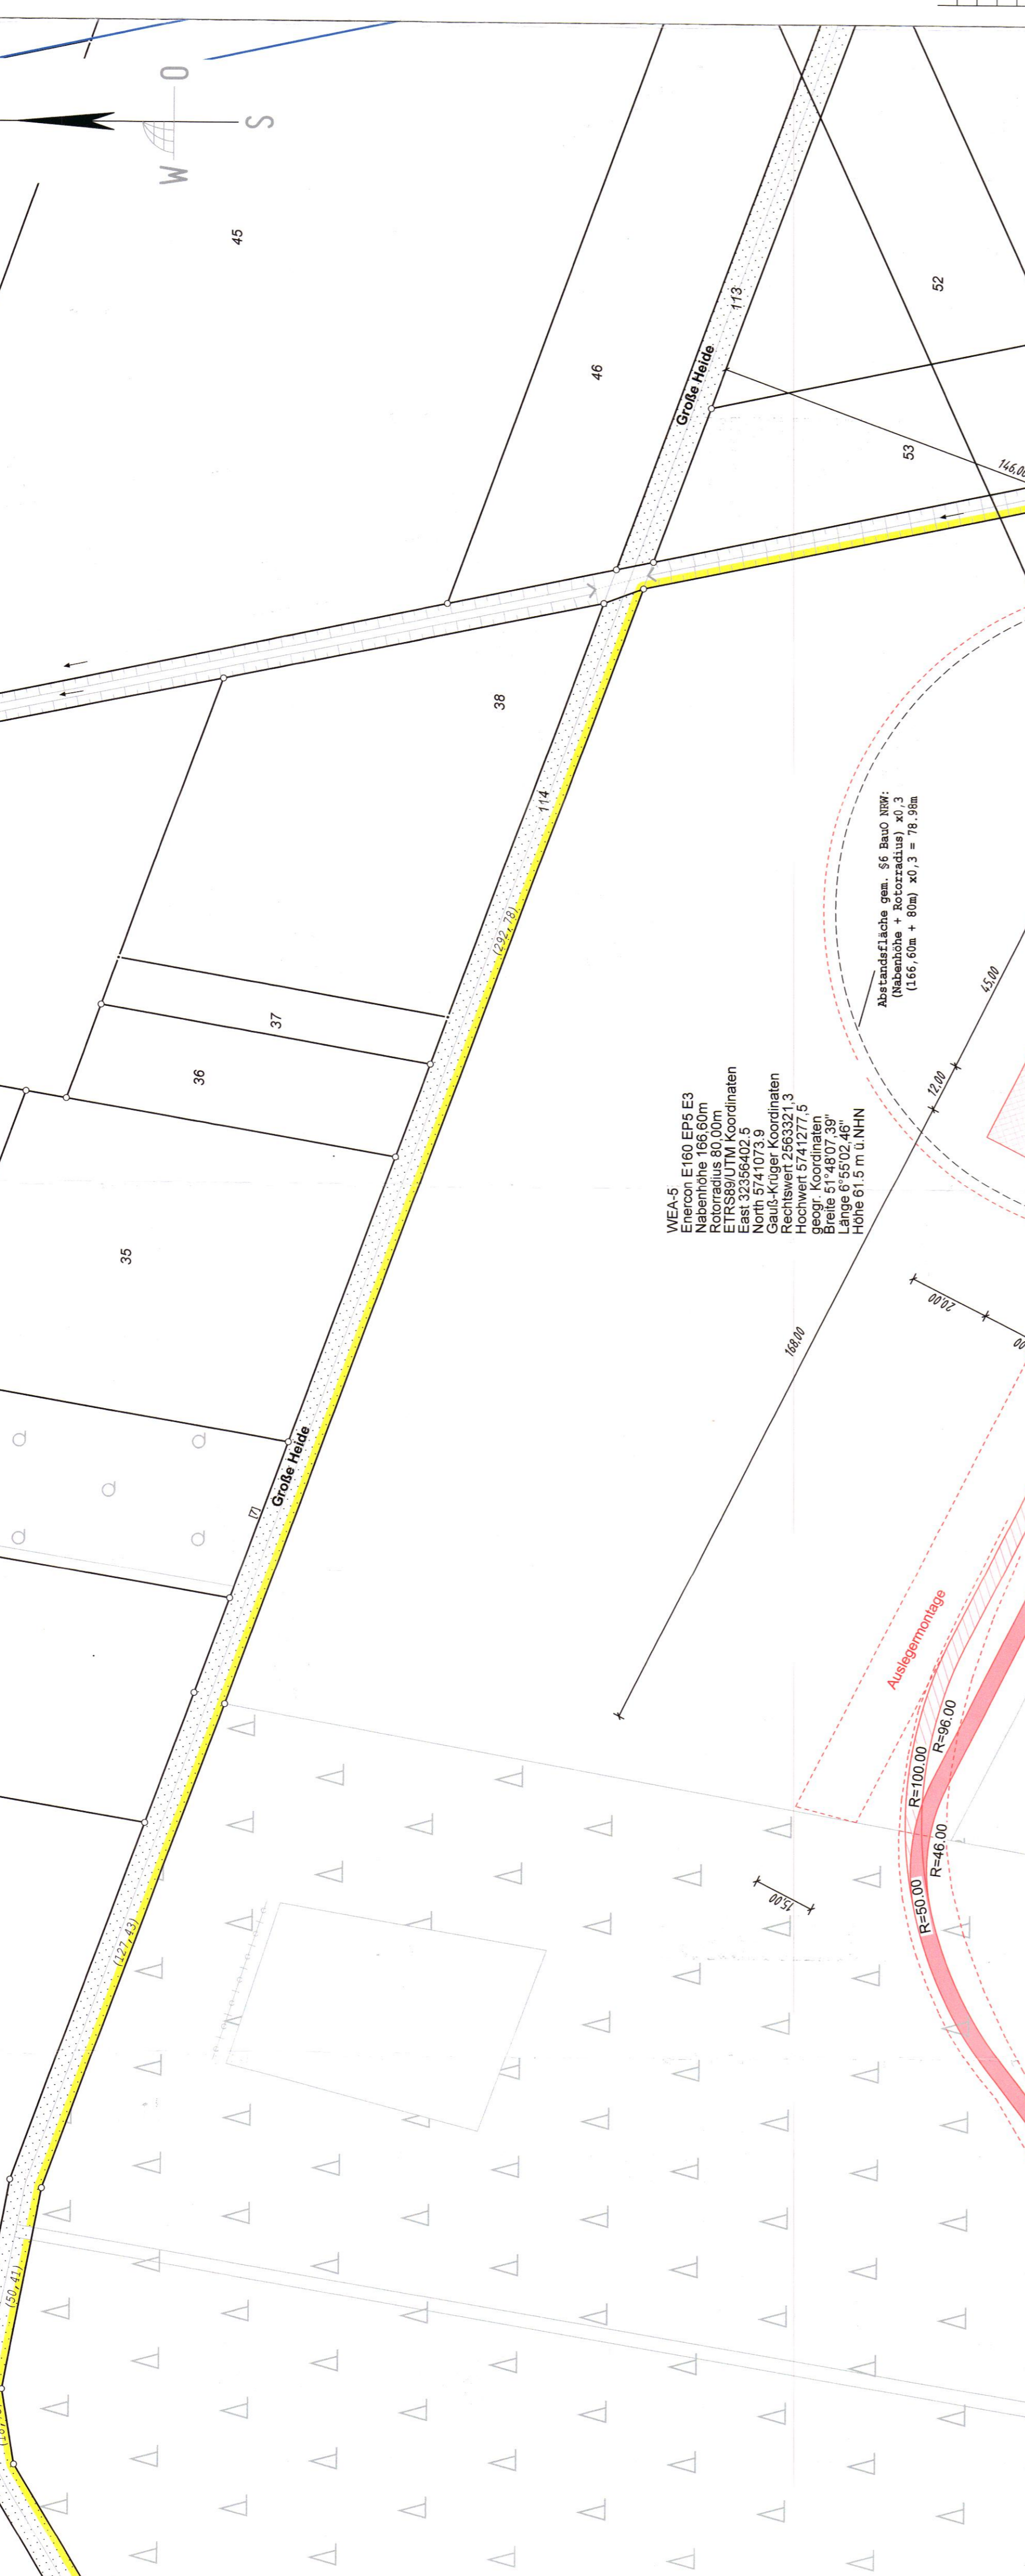 W
O
S
45
46
113
Große Heide
52
53
146,00
38
114
(292,78)
37
36
35
Abstandsfläche gem. §6 BauO NRW:
(Nabenhöhe + Rotorradius) x0,3
(166,60m + 80m) x0,3 = 78.98m
45,00
12,00
WEA-5
Enercon E160 EP5 E3
Nabenhöhe 166,60m
Rotorradius 80,00m
ETRS89/UTM Koordinaten
East 32356402.5
North 5741073.9
Gauß-Krüger Koordinaten
Rechtswert 2563321,3
Hochwert 5741277,5
geogr. Koordinaten
Breite 51°48'07,39"
Länge 6°55'02,46"
Höhe 61.5 m ü.NHN
20,00
168,00
[7]
Große Heide
Auslegermontage
R=100.00
R=96.00
R=50.00
R=46.00
15,00
(127,43)
(50,41)